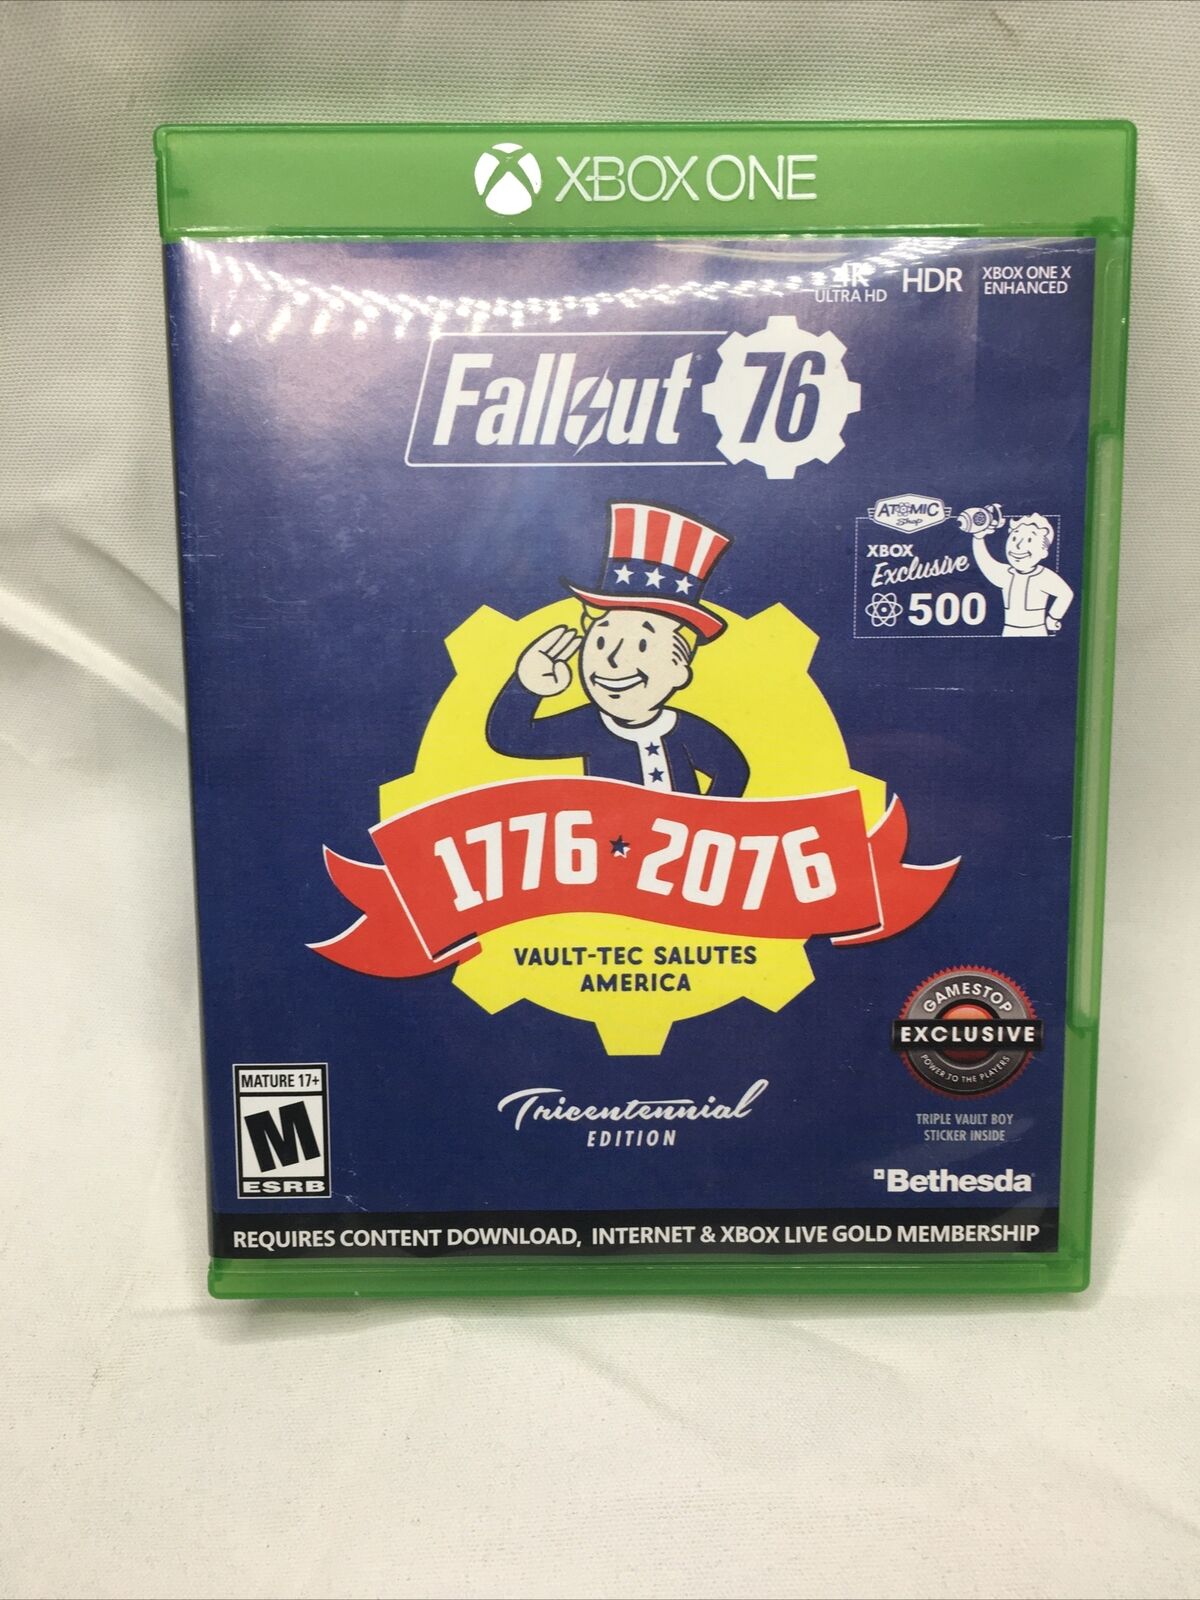 XBOX ONE
4K
ULTRA HD
HDR
XBOX ONE X
ENHANCED
Fallout 76
ATOMIC
Shop
XBOX
Exclusive
500
1776 2076
VAULT-TEC SALUTES
AMERICA
GAMESTOP
EXCLUSIVE
POWER TO THE PLAYERS
TRIPLE VAULT BOY
STICKER INSIDE
Tricentennial
EDITION
MATURE 17+
M
ESRB
Bethesda
REQUIRES CONTENT DOWNLOAD, INTERNET & XBOX LIVE GOLD MEMBERSHIP